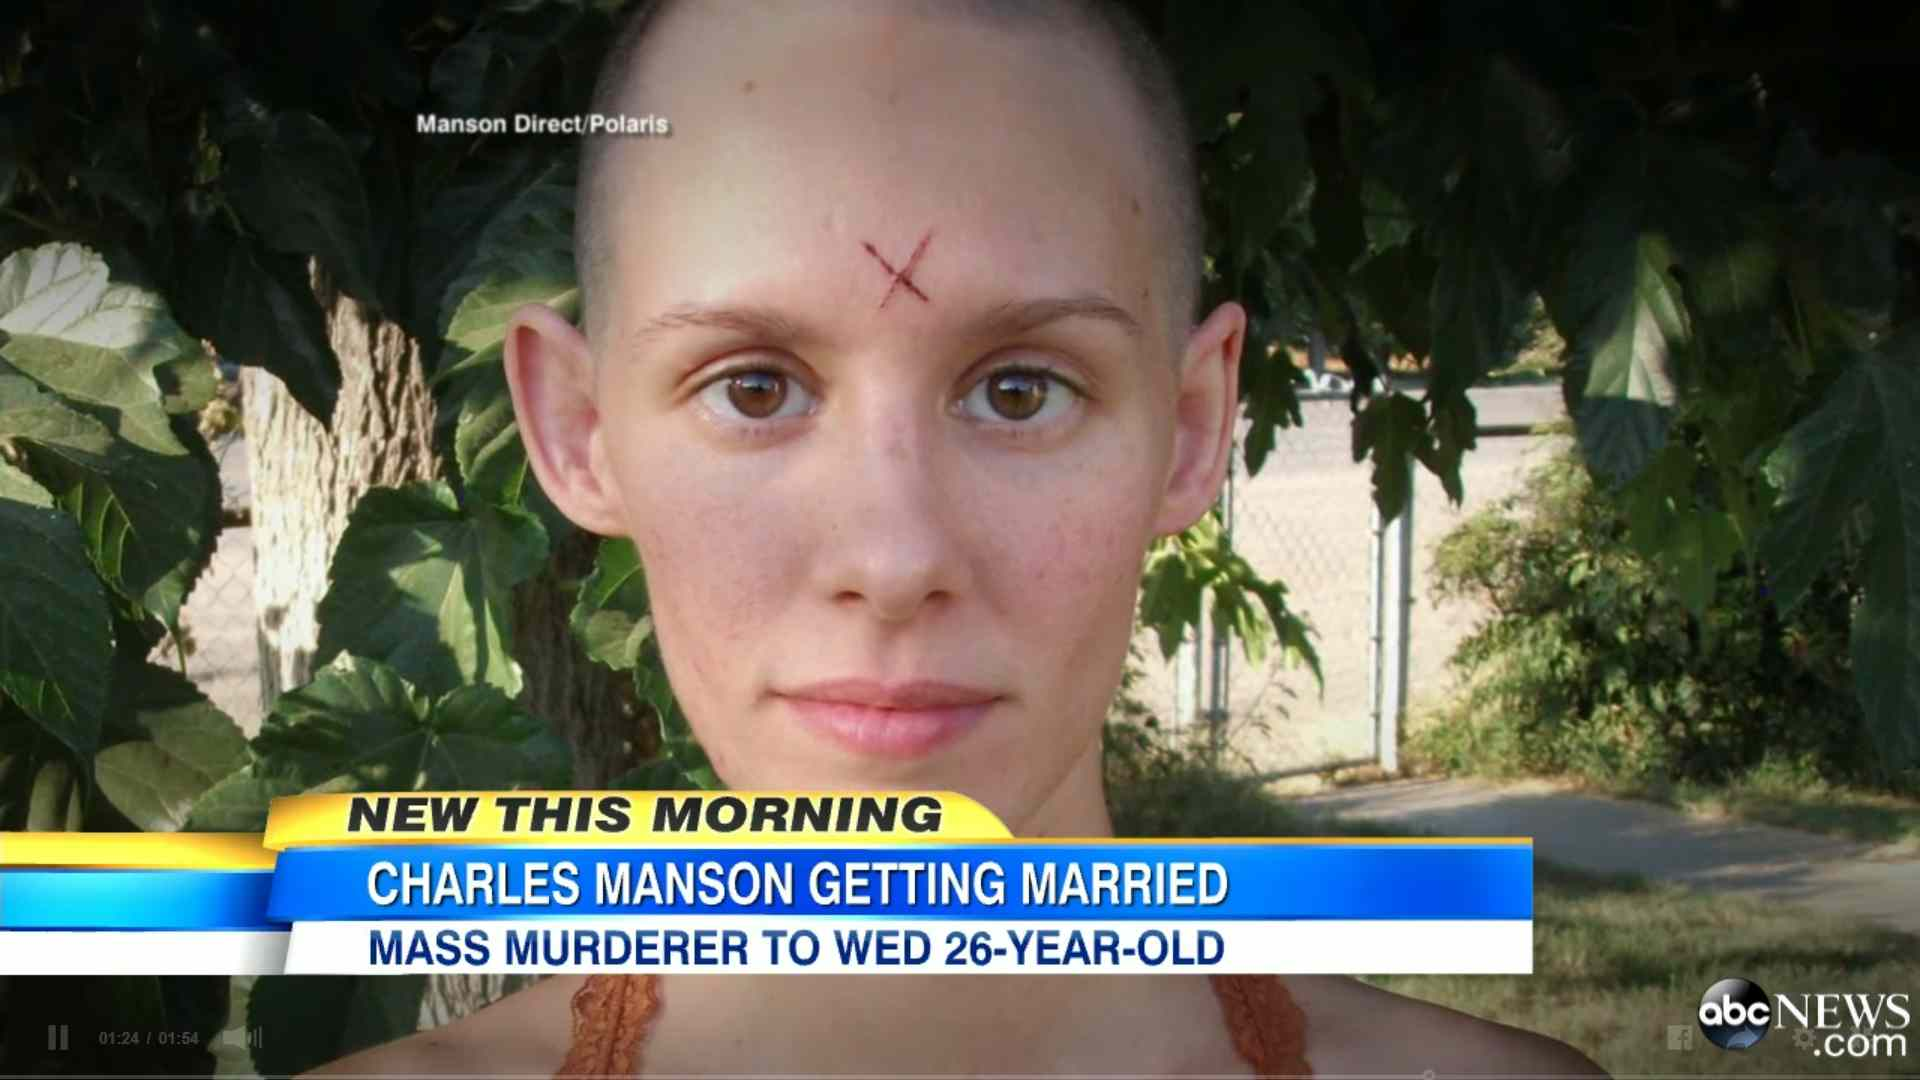 Manson Direct/Polaris
NEW THIS MORNING
CHARLES MANSON GETTING MARRIED
MASS MURDERER TO WED 26-YEAR-OLD
abc NEWS
.com
01:24 / 01:54